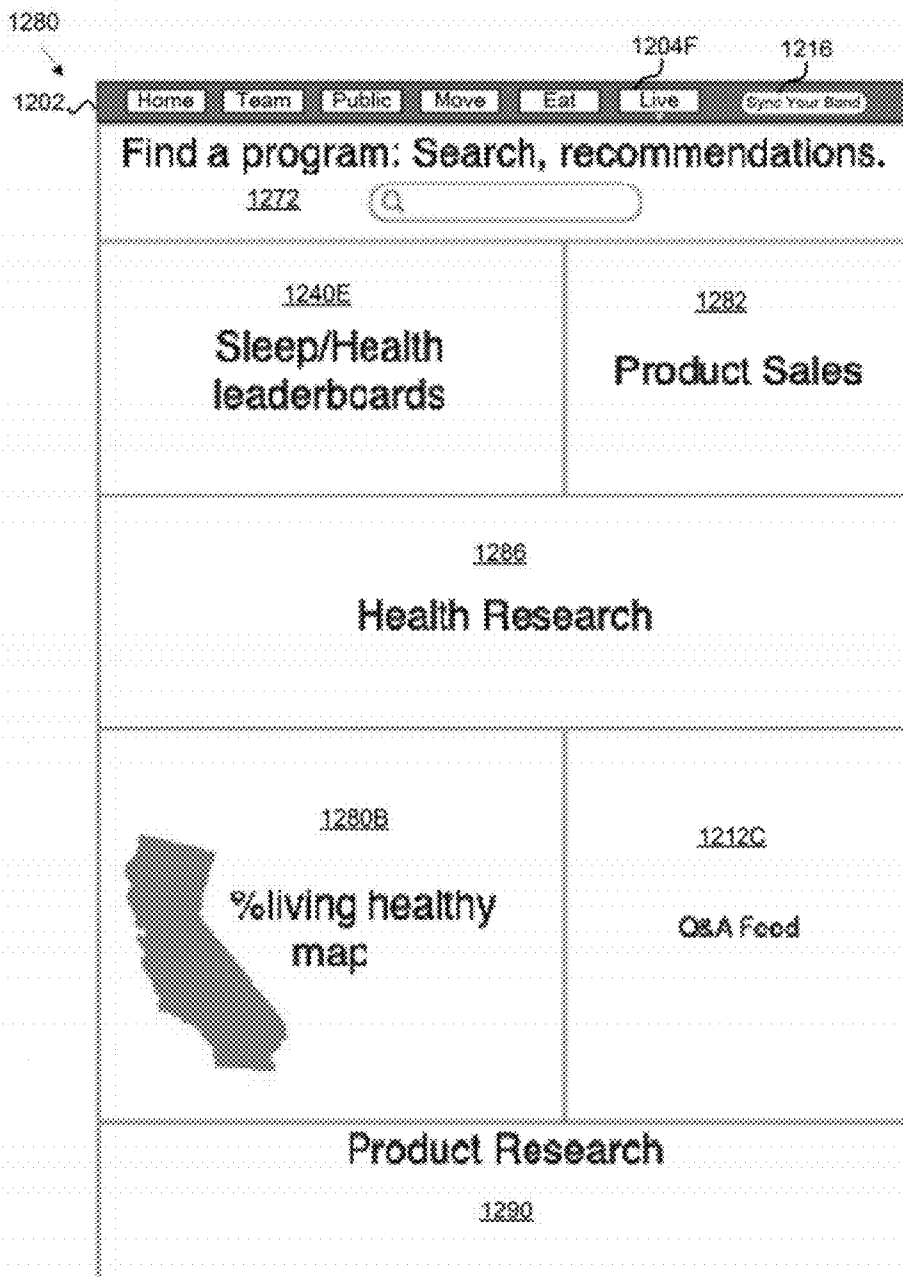 1280
1204F 1216
1202 Home Team Public Move Eat Live Sync Your Band
Find a program: Search, recommendations.
1272
1240E
Sleep/Health
leaderboards
1282
Product Sales
1286
Health Research
1280B
%living healthy
map
1212C
Q&A Food
Product Research
1290